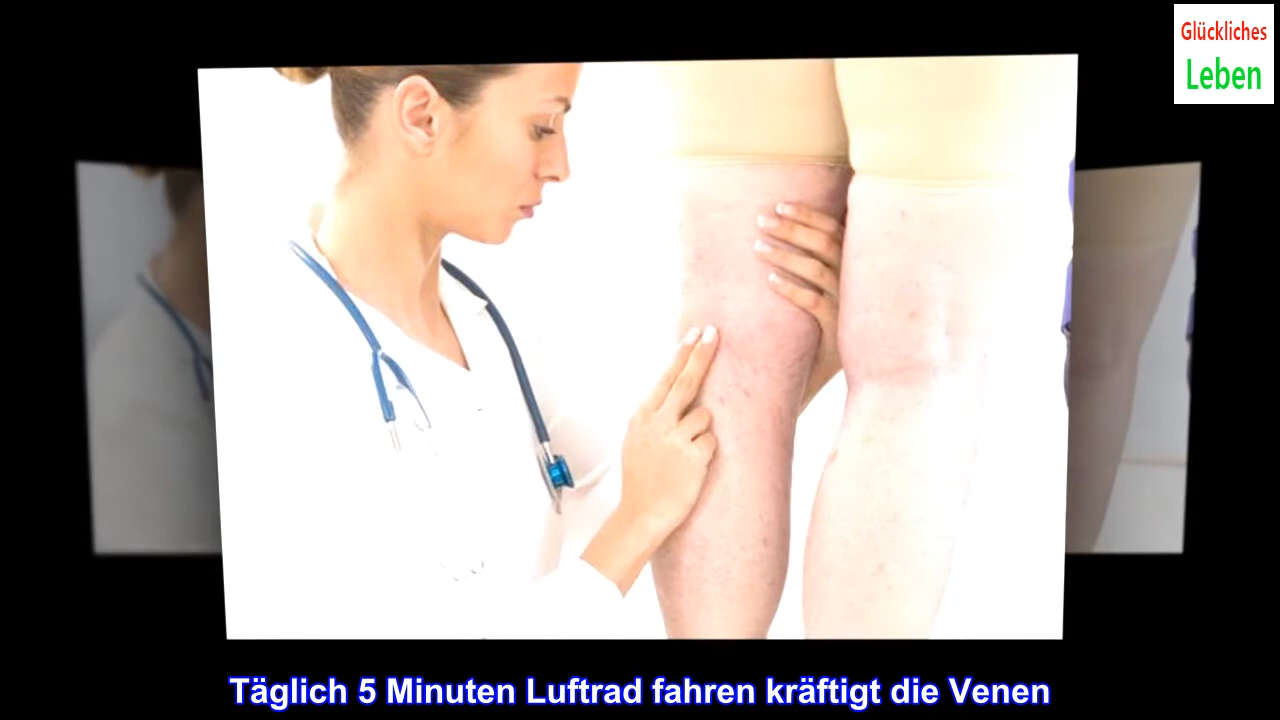 Glückliches
Leben
Täglich 5 Minuten Luftrad fahren kräftigt die Venen